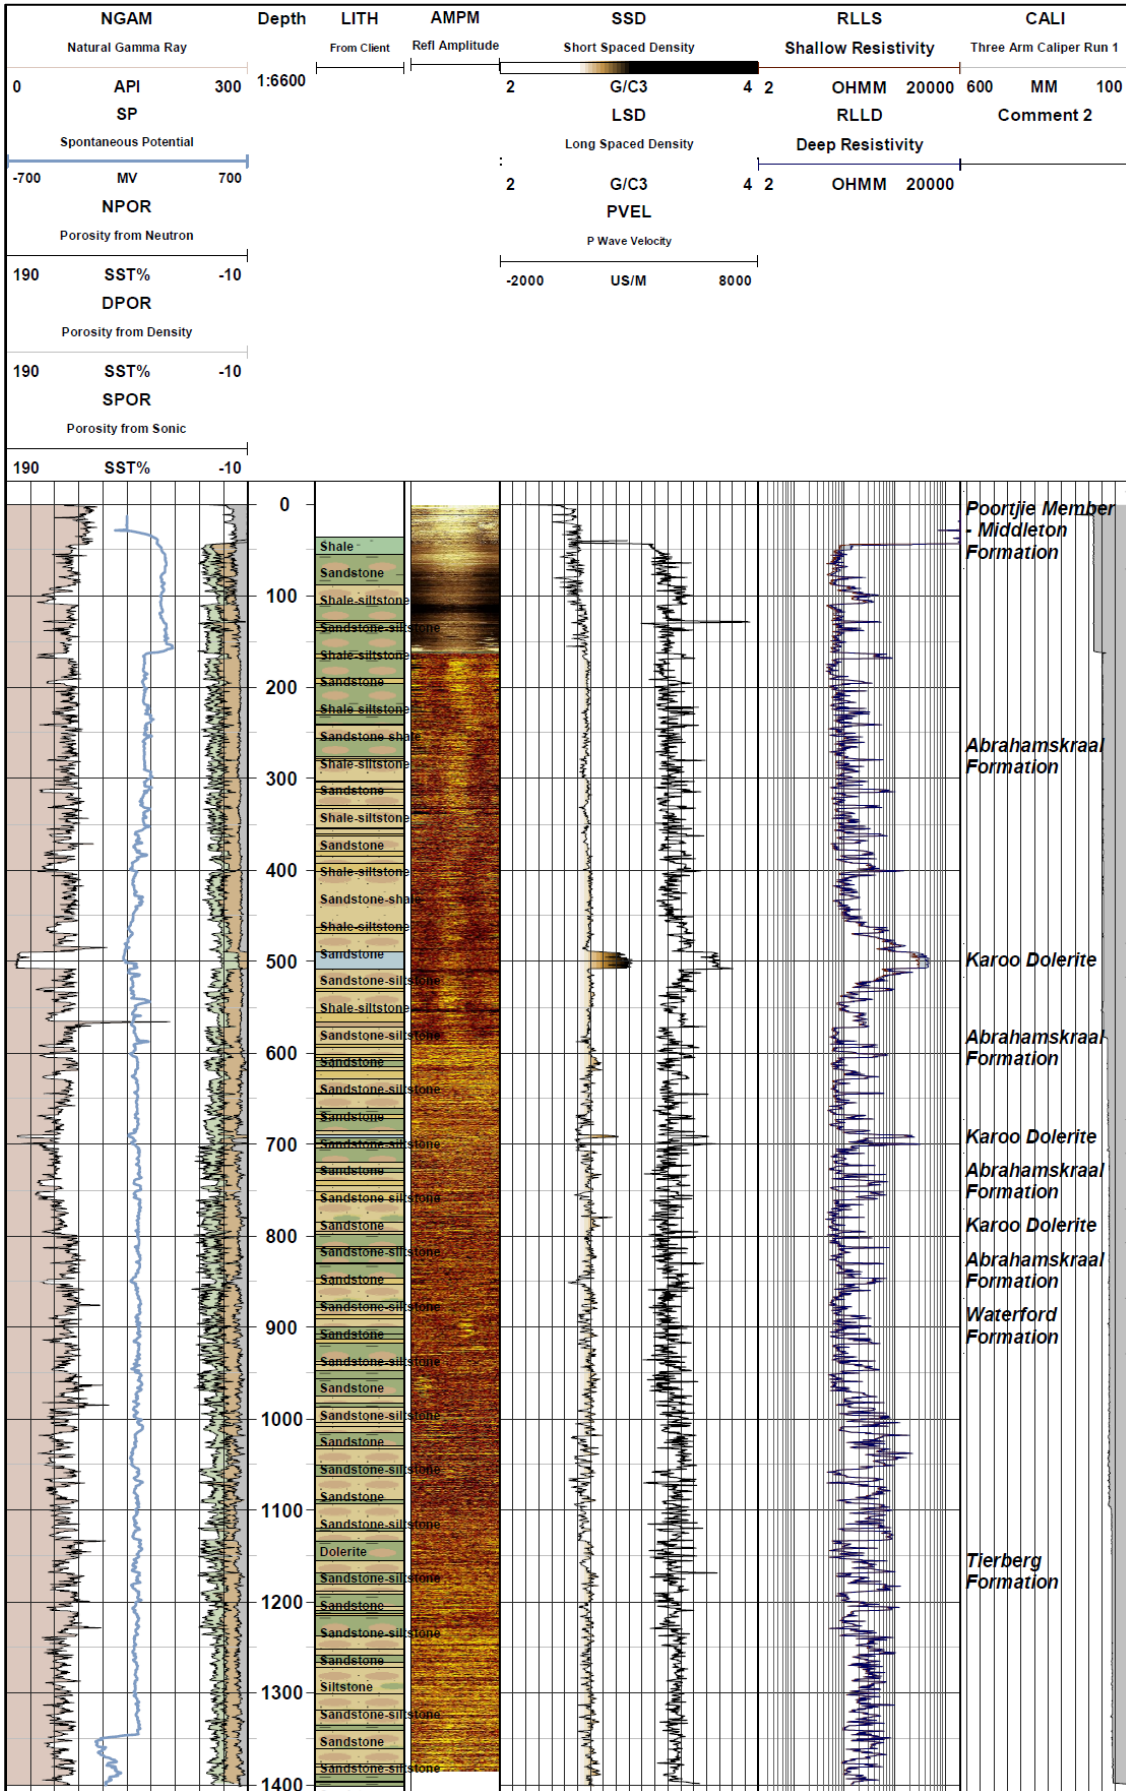 NGAM
Depth
LITH
AMPM
SSD
RLLS
CALI
Natural Gamma Ray
From Client
Refl Amplitude
Short Spaced Density
Shallow Resistivity
Three Arm Caliper Run 1
0 API 300
1:6600
2 G/C3 4
2 OHMM 20000
600 MM 100
SP
LSD
RLLD
Comment 2
Spontaneous Potential
Long Spaced Density
Deep Resistivity
-700 MV 700
2 G/C3 4
2 OHMM 20000
NPOR
PVEL
Porosity from Neutron
P Wave Velocity
190 SST% -10
-2000 US/M 8000
DPOR
Porosity from Density
190 SST% -10
SPOR
Porosity from Sonic
190 SST% -10
0
Poortjie Member
- Middleton
Formation
Shale
Sandstone
100
Shale-siltstone
Sandstone-siltstone
Shale-siltstone
200
Sandstone
Shale-siltstone
Sandstone-shale
Abrahamskraal
Formation
Shale-siltstone
300
Sandstone
Shale-siltstone
Sandstone
400
Shale-siltstone
Sandstone-shale
Shale-siltstone
Sandstone
500
Karoo Dolerite
Sandstone-siltstone
Shale-siltstone
Sandstone-siltstone
Abrahamskraal
Formation
600
Sandstone
Sandstone-siltstone
Sandstone
700
Karoo Dolerite
Sandstone-siltstone
Sandstone
Abrahamskraal
Formation
Sandstone-siltstone
Sandstone
Karoo Dolerite
800
Sandstone-siltstone
Abrahamskraal
Formation
Sandstone
Sandstone-siltstone
Waterford
Formation
900
Sandstone
Sandstone-siltstone
Sandstone
1000
Sandstone-siltstone
Sandstone
Sandstone-siltstone
Sandstone
1100
Sandstone-siltstone
Dolerite
Tierberg
Formation
Sandstone-siltstone
1200
Sandstone
Sandstone-siltstone
Sandstone
Siltstone
1300
Sandstone-siltstone
Sandstone
Sandstone-siltstone
1400